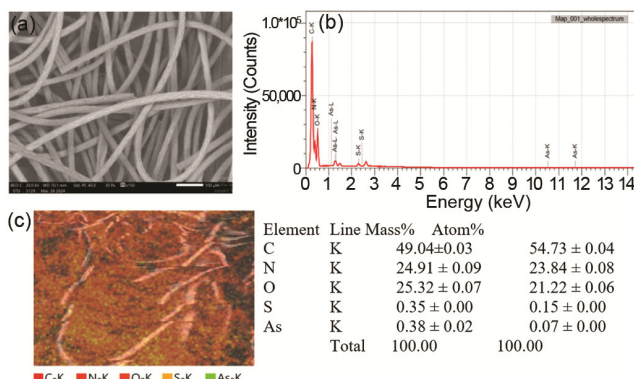 (a)
100 µm
(b)
Map_001_wholespectrum
1.0*10⁵
50,000
0
Intensity (Counts)
C-K
N-K
O-K
As-L
As-L
As-L
S-K
S-K
As-K
As-K
0 1 2 3 4 5 6 7 8 9 10 11 12 13 14
Energy (keV)
(c)
C-K N-K O-K S-K As-K
Element Line Mass% Atom%
C K 49.04±0.03 54.73 ± 0.04
N K 24.91 ± 0.09 23.84 ± 0.08
O K 25.32 ± 0.07 21.22 ± 0.06
S K 0.35 ± 0.00 0.15 ± 0.00
As K 0.38 ± 0.02 0.07 ± 0.00
Total 100.00 100.00